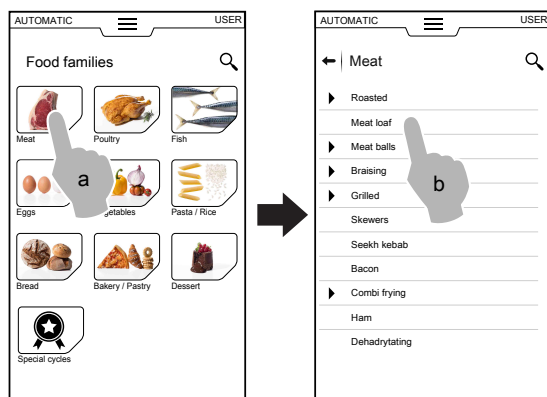 AUTOMATIC USER
Food families
Meat Poultry Fish
a
Eggs getables Pasta / Rice
Bread Bakery / Pastry Dessert
Special cycles
AUTOMATIC USER
Meat
Roasted
Meat loaf
Meat balls
Braising
b
Grilled
Skewers
Seekh kebab
Bacon
Combi frying
Ham
Dehadrytating